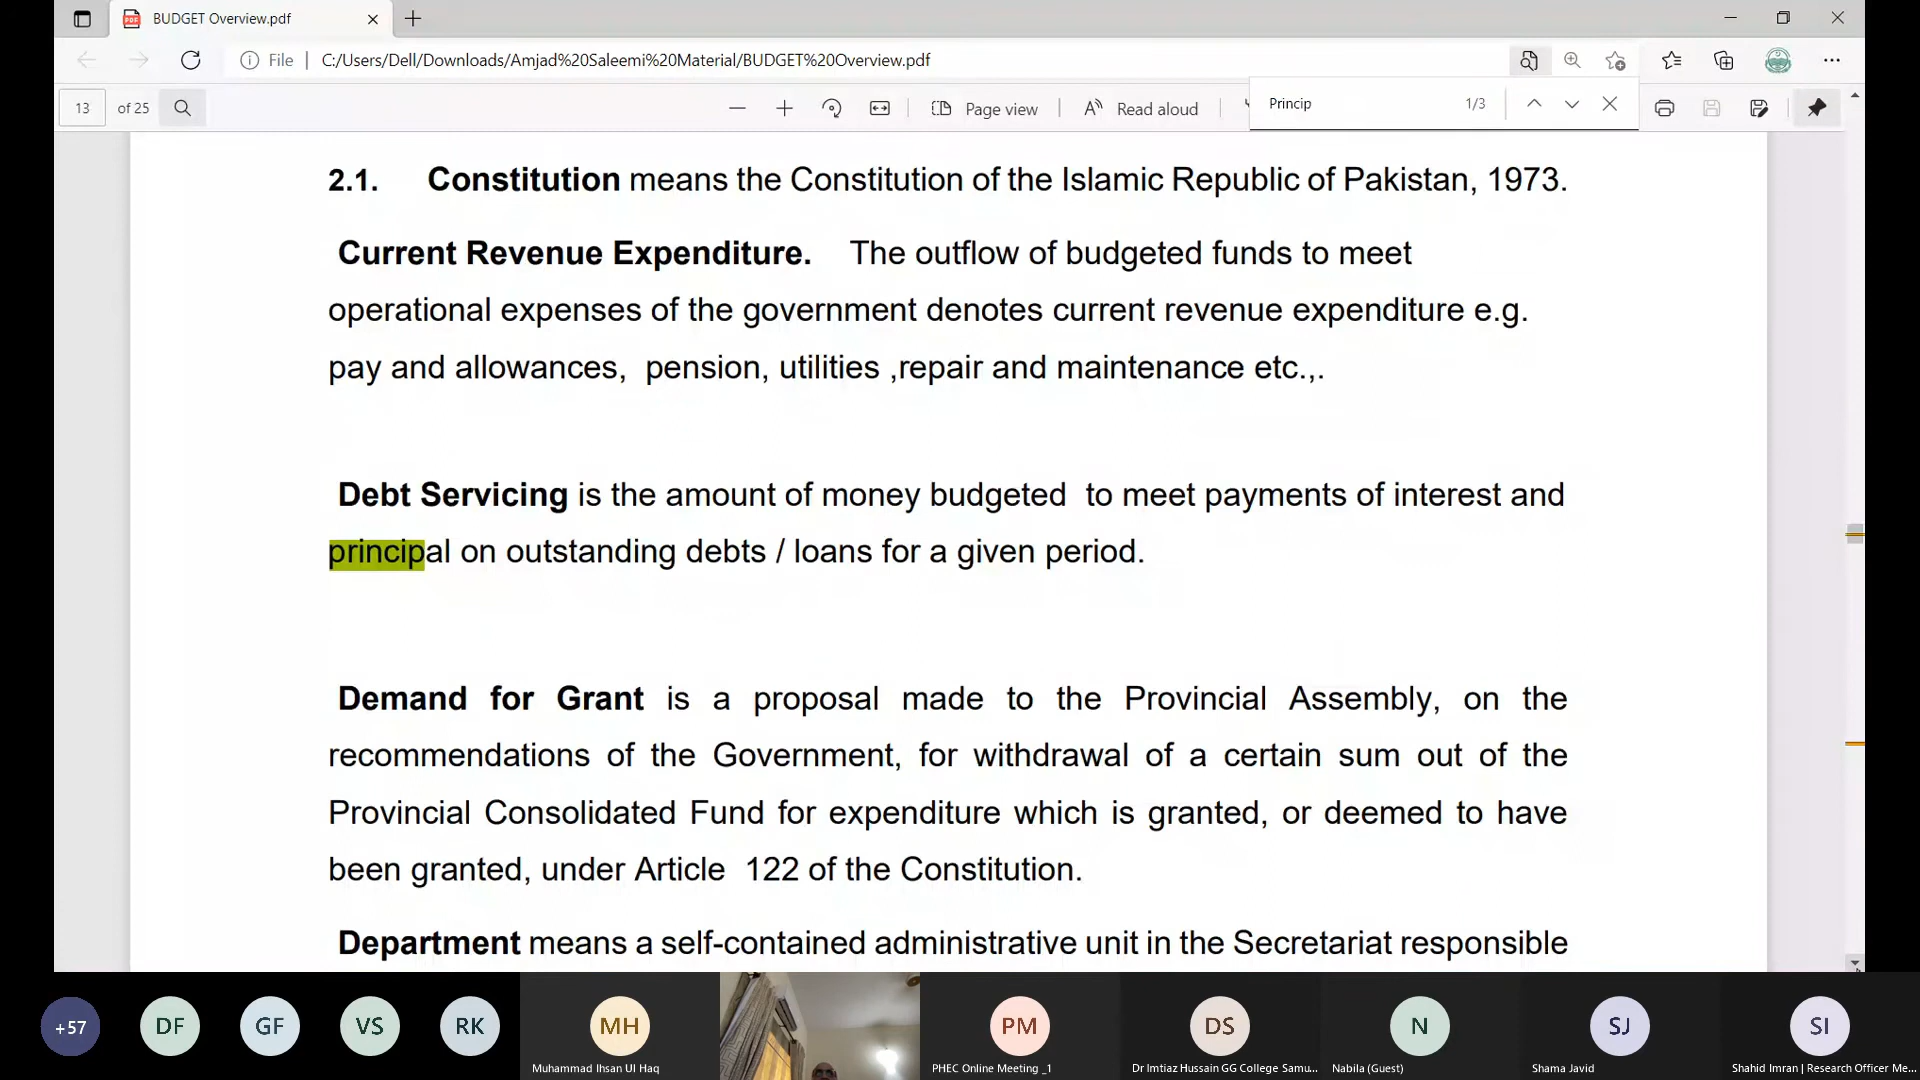 BUDGET Overview.pdf
File
C:/Users/Dell/Downloads/Amjad%20Saleemi%20Material/BUDGET%20Overview.pdf
13 of 25
Page view
Read aloud
Princip
1/3
2.1. Constitution means the Constitution of the Islamic Republic of Pakistan, 1973.
Current Revenue Expenditure. The outflow of budgeted funds to meet
operational expenses of the government denotes current revenue expenditure e.g.
pay and allowances, pension, utilities ,repair and maintenance etc.,.
Debt Servicing is the amount of money budgeted to meet payments of interest and
principal on outstanding debts / loans for a given period.
Demand for Grant is a proposal made to the Provincial Assembly, on the
recommendations of the Government, for withdrawal of a certain sum out of the
Provincial Consolidated Fund for expenditure which is granted, or deemed to have
been granted, under Article 122 of the Constitution.
Department means a self-contained administrative unit in the Secretariat responsible
+57 DF GF VS RK MH PM DS N SJ SI
Muhammad Ihsan Ul Haq
PHEC Online Meeting _1
Dr Imtiaz Hussain GG College Samu...
Nabila (Guest)
Shama Javid
Shahid Imran | Research Officer Me...